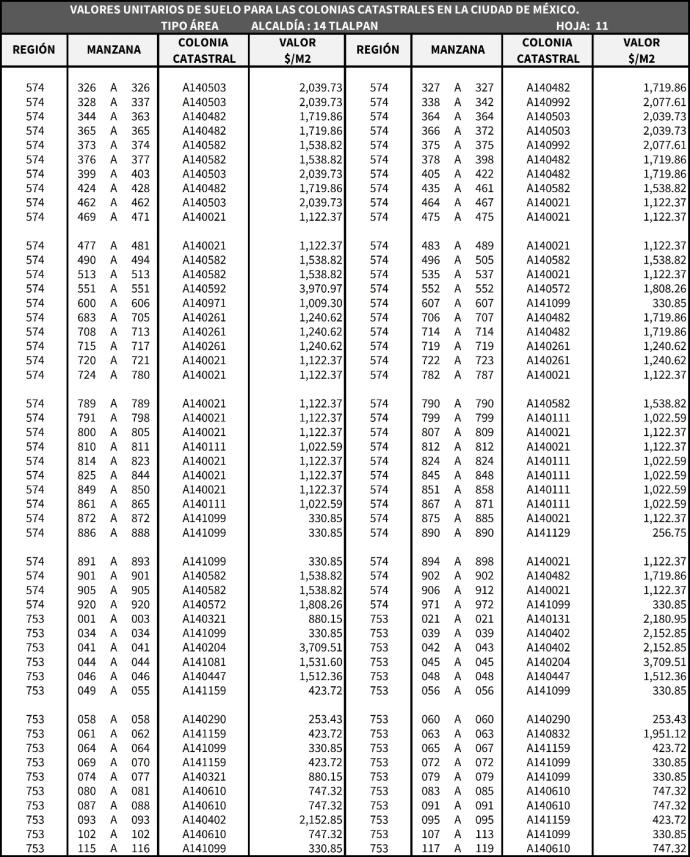 VALORES UNITARIOS DE SUELO PARA LAS COLONIAS CATASTRALES EN LA CIUDAD DE MÉXICO.
TIPO ÁREA ALCALDÍA : 14 TLALPAN HOJA: 11
REGIÓN MANZANA COLONIA CATASTRAL VALOR $/M2 REGIÓN MANZANA COLONIA CATASTRAL VALOR $/M2
574 326 A 326 A140503 2,039.73 574 327 A 327 A140482 1,719.86
574 328 A 337 A140503 2,039.73 574 338 A 342 A140992 2,077.61
574 344 A 363 A140482 1,719.86 574 364 A 364 A140503 2,039.73
574 365 A 365 A140482 1,719.86 574 366 A 372 A140503 2,039.73
574 373 A 374 A140582 1,538.82 574 375 A 375 A140992 2,077.61
574 376 A 377 A140582 1,538.82 574 378 A 398 A140482 1,719.86
574 399 A 403 A140503 2,039.73 574 405 A 422 A140482 1,719.86
574 424 A 428 A140482 1,719.86 574 435 A 461 A140582 1,538.82
574 462 A 462 A140503 2,039.73 574 464 A 467 A140021 1,122.37
574 469 A 471 A140021 1,122.37 574 475 A 475 A140021 1,122.37
574 477 A 481 A140021 1,122.37 574 483 A 489 A140021 1,122.37
574 490 A 494 A140582 1,538.82 574 496 A 505 A140582 1,538.82
574 513 A 513 A140582 1,538.82 574 535 A 537 A140021 1,122.37
574 551 A 551 A140592 3,970.97 574 552 A 552 A140572 1,808.26
574 600 A 606 A140971 1,009.30 574 607 A 607 A141099 330.85
574 683 A 705 A140261 1,240.62 574 706 A 707 A140482 1,719.86
574 708 A 713 A140261 1,240.62 574 714 A 714 A140482 1,719.86
574 715 A 717 A140261 1,240.62 574 719 A 719 A140261 1,240.62
574 720 A 721 A140021 1,122.37 574 722 A 723 A140261 1,240.62
574 724 A 780 A140021 1,122.37 574 782 A 787 A140021 1,122.37
574 789 A 789 A140021 1,122.37 574 790 A 790 A140582 1,538.82
574 791 A 798 A140021 1,122.37 574 799 A 799 A140111 1,022.59
574 800 A 805 A140021 1,122.37 574 807 A 809 A140021 1,122.37
574 810 A 811 A140111 1,022.59 574 812 A 812 A140021 1,122.37
574 814 A 823 A140021 1,122.37 574 824 A 824 A140111 1,022.59
574 825 A 844 A140021 1,122.37 574 845 A 848 A140111 1,022.59
574 849 A 850 A140021 1,122.37 574 851 A 858 A140111 1,022.59
574 861 A 865 A140111 1,022.59 574 867 A 871 A140111 1,022.59
574 872 A 872 A141099 330.85 574 875 A 885 A140021 1,122.37
574 886 A 888 A141099 330.85 574 890 A 890 A141129 256.75
574 891 A 893 A141099 330.85 574 894 A 898 A140021 1,122.37
574 901 A 901 A140582 1,538.82 574 902 A 902 A140482 1,719.86
574 905 A 905 A140582 1,538.82 574 906 A 912 A140021 1,122.37
574 920 A 920 A140572 1,808.26 574 971 A 972 A141099 330.85
753 001 A 003 A140321 880.15 753 021 A 021 A140131 2,180.95
753 034 A 034 A141099 330.85 753 039 A 039 A140402 2,152.85
753 041 A 041 A140204 3,709.51 753 042 A 043 A140402 2,152.85
753 044 A 044 A141081 1,531.60 753 045 A 045 A140204 3,709.51
753 046 A 046 A140447 1,512.36 753 048 A 048 A140447 1,512.36
753 049 A 055 A141159 423.72 753 056 A 056 A141099 330.85
753 058 A 058 A140290 253.43 753 060 A 060 A140290 253.43
753 061 A 062 A141159 423.72 753 063 A 063 A140832 1,951.12
753 064 A 064 A141099 330.85 753 065 A 067 A141159 423.72
753 069 A 070 A141159 423.72 753 072 A 072 A141099 330.85
753 074 A 077 A140321 880.15 753 079 A 079 A141099 330.85
753 080 A 081 A140610 747.32 753 083 A 085 A140610 747.32
753 087 A 088 A140610 747.32 753 091 A 091 A140610 747.32
753 093 A 093 A140402 2,152.85 753 095 A 095 A141159 423.72
753 102 A 102 A140610 747.32 753 107 A 113 A141099 330.85
753 115 A 116 A141099 330.85 753 117 A 119 A140610 747.32